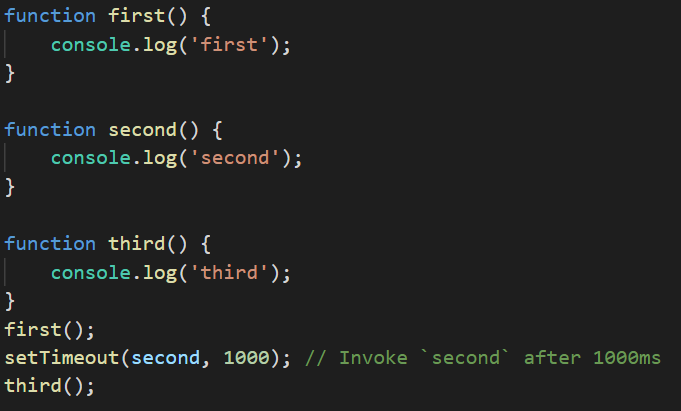 function first() {
    console.log('first');
}

function second() {
    console.log('second');
}

function third() {
    console.log('third');
}
first();
setTimeout(second, 1000); // Invoke `second` after 1000ms
third();